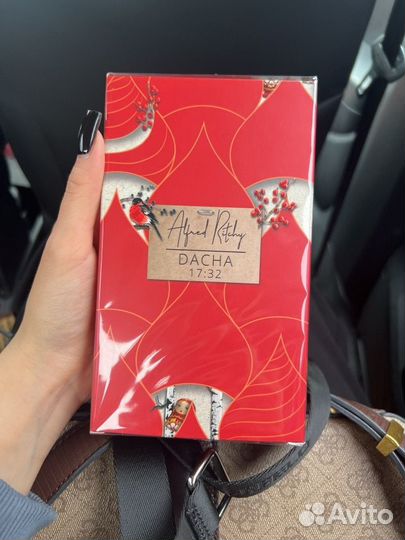 Alfred Ritchy
DACHA
17:32
Avito